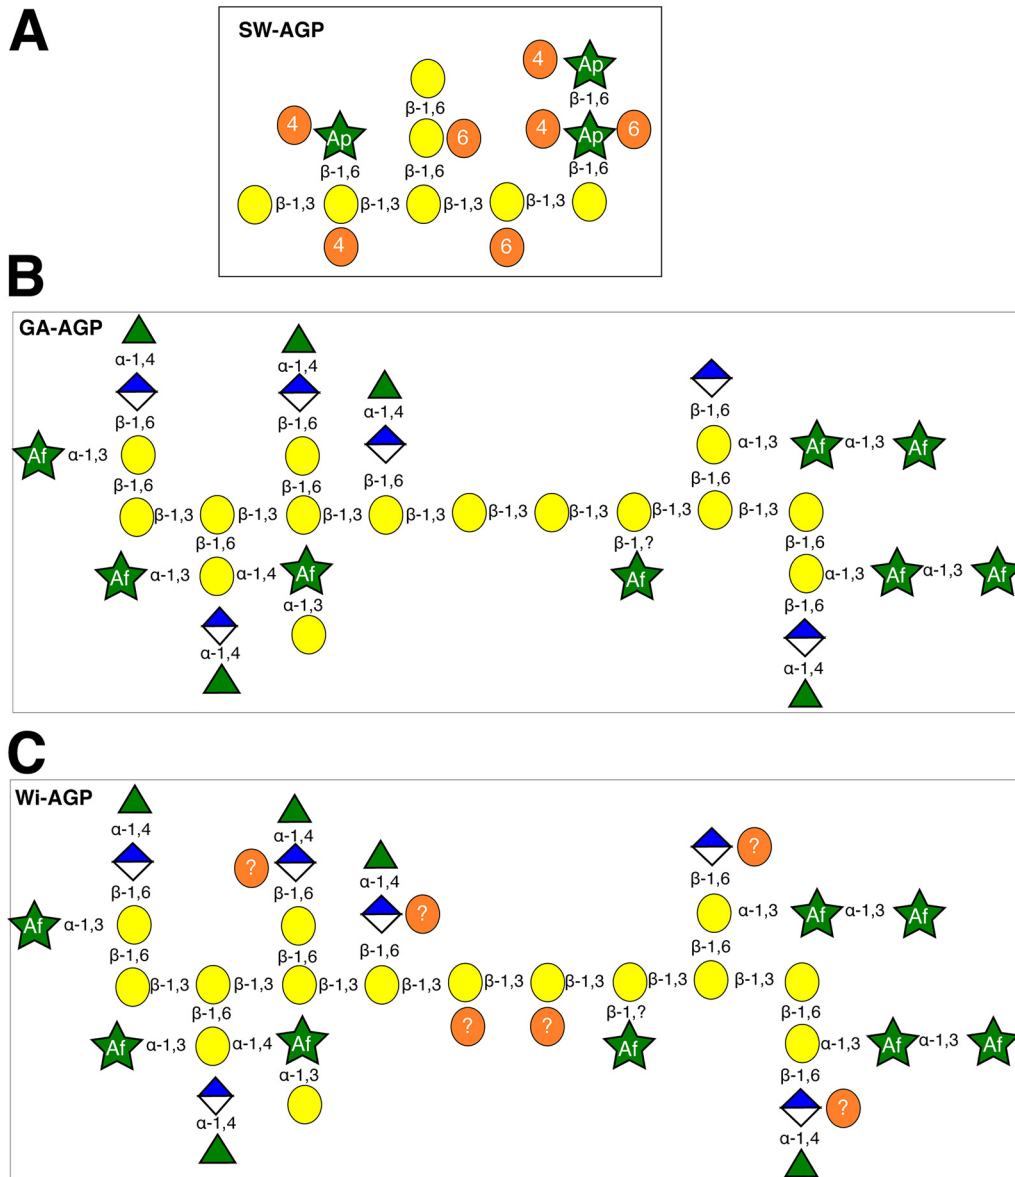 A
SW-AGP
4 Ap
β-1,6
β-1,6
4 Ap 6
4 Ap
6
β-1,6
β-1,6
β-1,6
β-1,3 β-1,3 β-1,3 β-1,3
4 6
B
GA-AGP
α-1,4 α-1,4
α-1,4
β-1,6 β-1,6 β-1,6
Af α-1,3 α-1,3 Af α-1,3 Af
β-1,6 β-1,6 β-1,6 β-1,6
β-1,3 β-1,3 β-1,3 β-1,3 β-1,3 β-1,3 β-1,3 β-1,3
β-1,6 β-1,? β-1,6
Af α-1,3 α-1,4 Af Af α-1,3 Af α-1,3 Af
α-1,3 β-1,6
α-1,4 α-1,4
C
Wi-AGP
α-1,4 α-1,4
? α-1,4 ?
β-1,6 β-1,6 ? β-1,6
Af α-1,3 α-1,3 Af α-1,3 Af
β-1,6 β-1,6 β-1,6 β-1,6
β-1,3 β-1,3 β-1,3 β-1,3 β-1,3 β-1,3 β-1,3 β-1,3
β-1,6 ? ? β-1,? β-1,6
Af α-1,3 α-1,4 Af Af α-1,3 Af α-1,3 Af
α-1,3 β-1,6
?
α-1,4 α-1,4